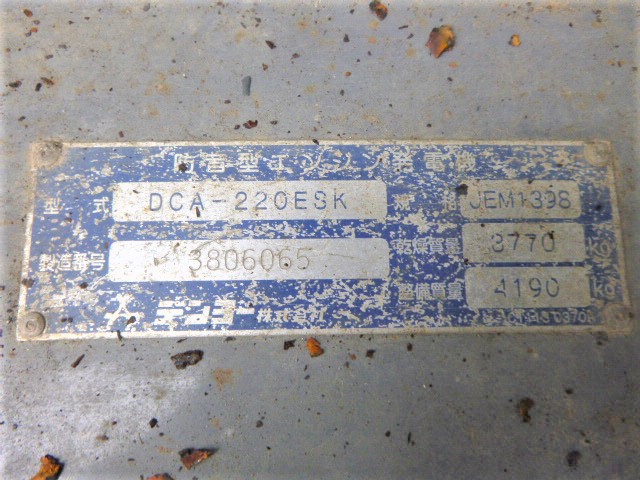 防音型エンジン発電機
型式 DCA-220ESK 規格 JEM1398
製造番号 3806065 乾燥質量 3770 kg
デンヨー株式会社 整備質量 4190 kg